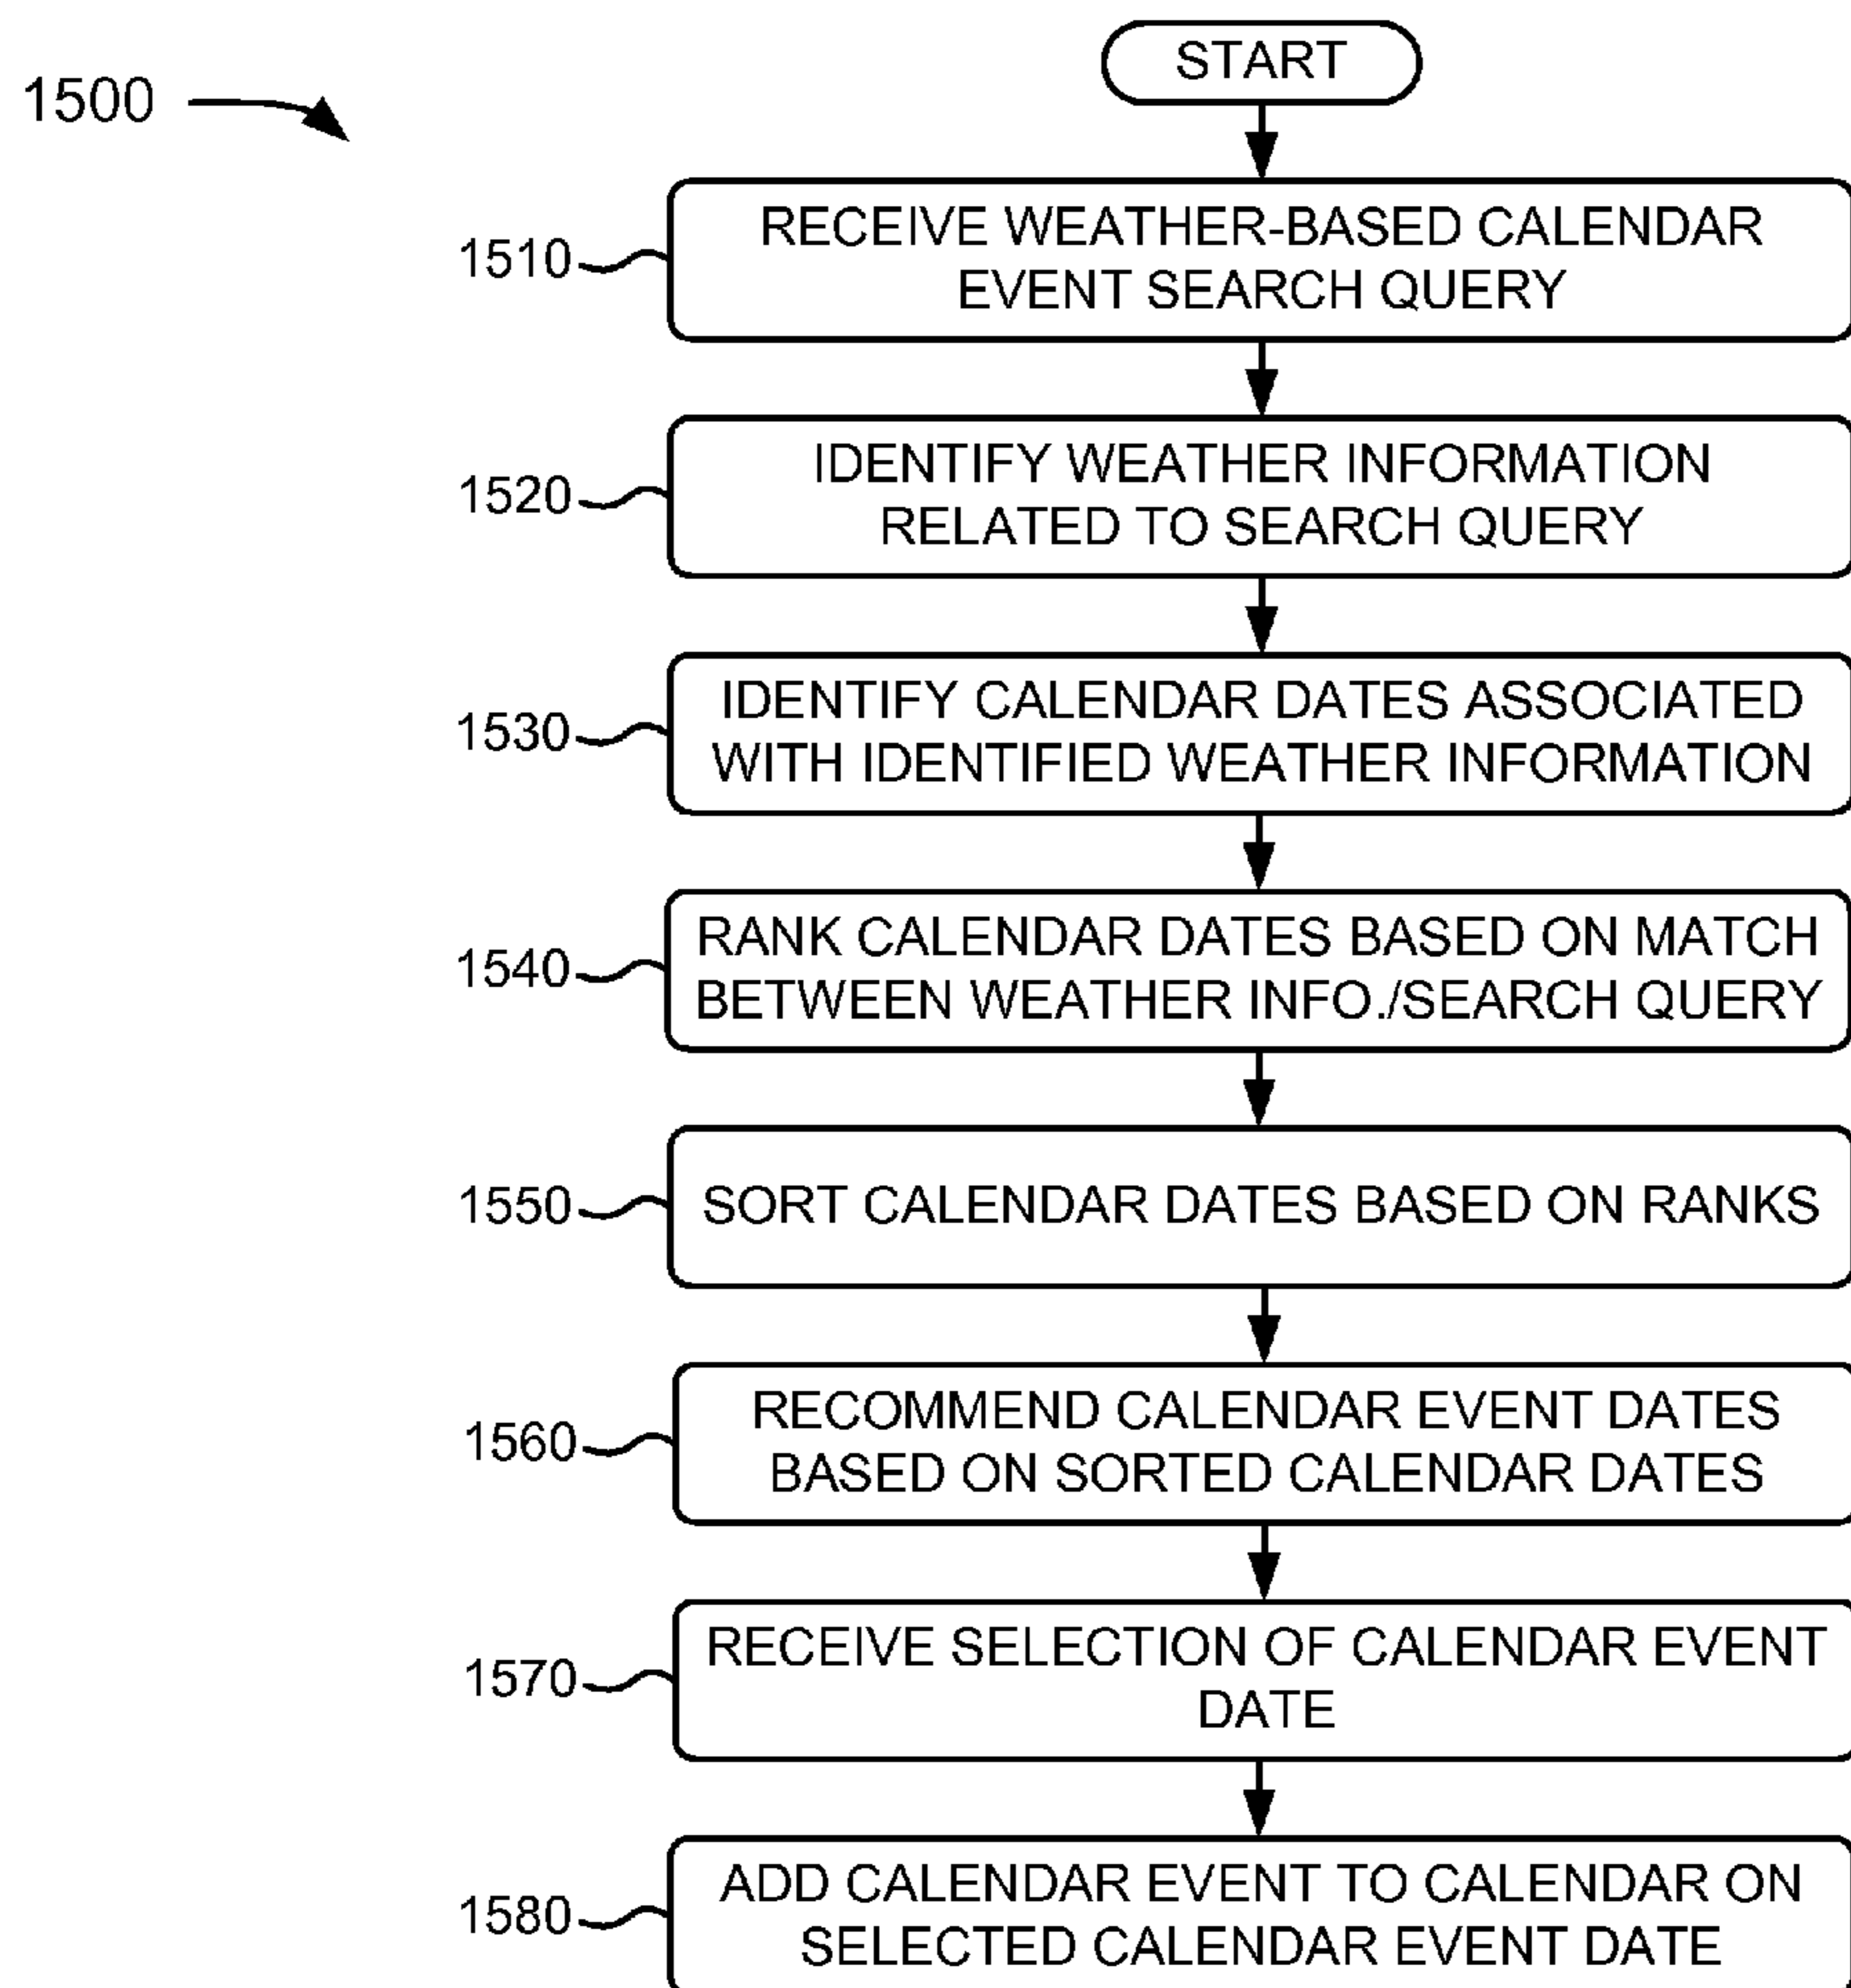 START
1500
1510
RECEIVE WEATHER-BASED CALENDAR
EVENT SEARCH QUERY
1520
IDENTIFY WEATHER INFORMATION
RELATED TO SEARCH QUERY
1530
IDENTIFY CALENDAR DATES ASSOCIATED
WITH IDENTIFIED WEATHER INFORMATION
1540
RANK CALENDAR DATES BASED ON MATCH
BETWEEN WEATHER INFO./SEARCH QUERY
1550
SORT CALENDAR DATES BASED ON RANKS
1560
RECOMMEND CALENDAR EVENT DATES
BASED ON SORTED CALENDAR DATES
1570
RECEIVE SELECTION OF CALENDAR EVENT
DATE
1580
ADD CALENDAR EVENT TO CALENDAR ON
SELECTED CALENDAR EVENT DATE